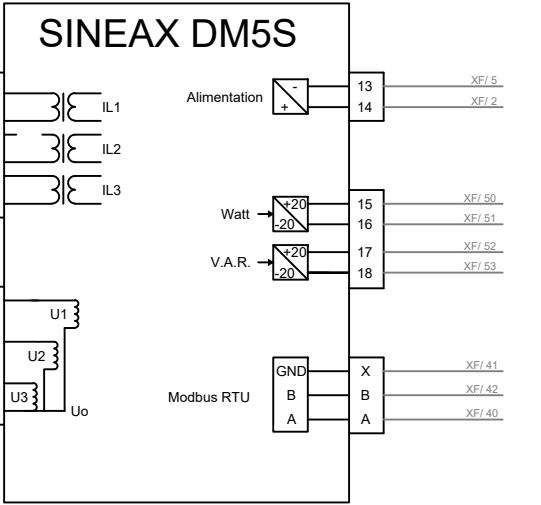 SINEAX DM5S
Alimentation - + 13 XF/ 5
14 XF/ 2
IL1
IL2
IL3
Watt +20 -20 15 XF/ 50
16 XF/ 51
V.A.R. +20 -20 17 XF/ 52
18 XF/ 53
U1
U2
U3
Uo
Modbus RTU
GND X XF/ 41
B B XF/ 42
A A XF/ 40